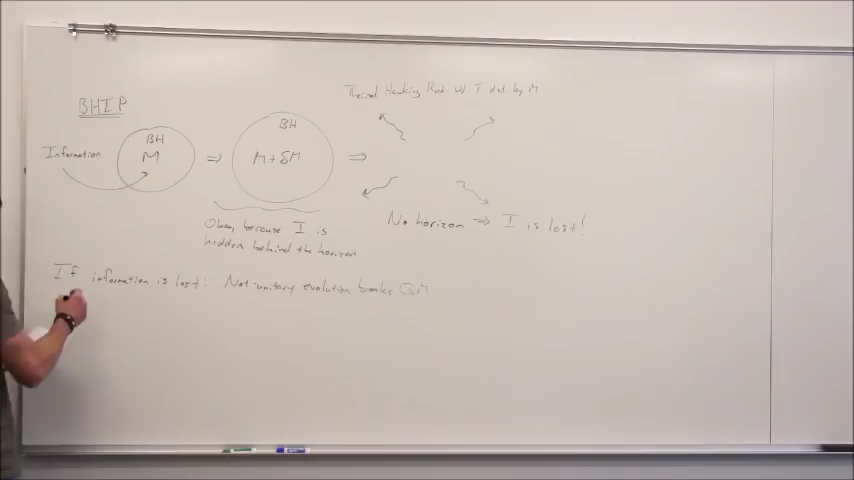 BHIP
Thermal Hawking Rad. w/ T det. by M
Information
BH
M
⇒
BH
M + δM
⇒
Okay because I is
hidden behind the horizon
No horizon ⇒ I is lost!
If information is lost: Not unitary evolution breaks QM